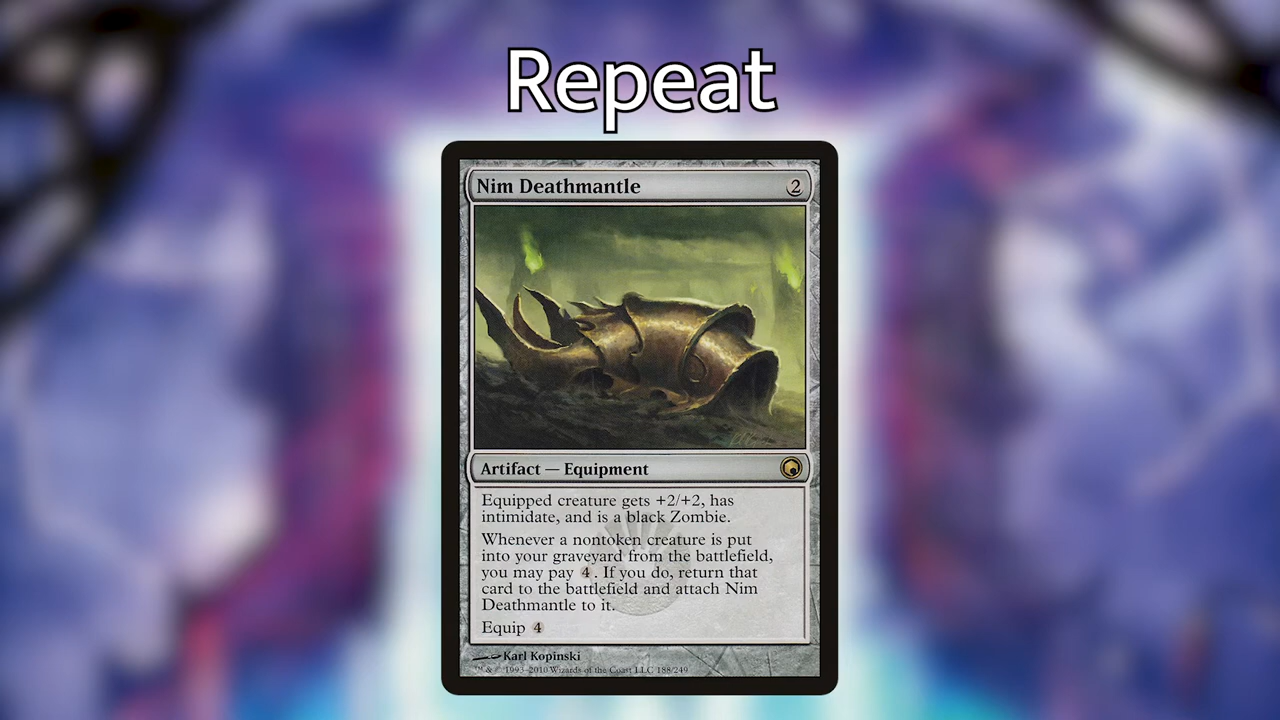 Repeat
Nim Deathmantle 2
Artifact — Equipment
Equipped creature gets +2/+2, has
intimidate, and is a black Zombie.
Whenever a nontoken creature is put
into your graveyard from the battlefield,
you may pay 4. If you do, return that
card to the battlefield and attach Nim
Deathmantle to it.
Equip 4
Karl Kopinski
™ & © 1993–2010 Wizards of the Coast LLC 188/249